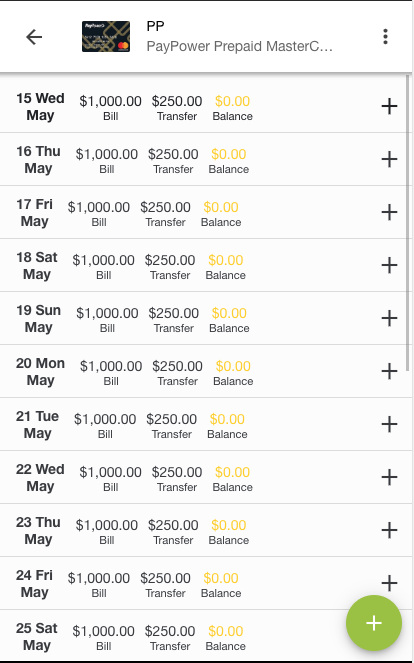 PP
PayPower Prepaid MasterC...
15 Wed May $1,000.00 $250.00 $0.00
Bill Transfer Balance
16 Thu May $1,000.00 $250.00 $0.00
Bill Transfer Balance
17 Fri May $1,000.00 $250.00 $0.00
Bill Transfer Balance
18 Sat May $1,000.00 $250.00 $0.00
Bill Transfer Balance
19 Sun May $1,000.00 $250.00 $0.00
Bill Transfer Balance
20 Mon May $1,000.00 $250.00 $0.00
Bill Transfer Balance
21 Tue May $1,000.00 $250.00 $0.00
Bill Transfer Balance
22 Wed May $1,000.00 $250.00 $0.00
Bill Transfer Balance
23 Thu May $1,000.00 $250.00 $0.00
Bill Transfer Balance
24 Fri May $1,000.00 $250.00 $0.00
Bill Transfer Balance
25 Sat May $1,000.00 $250.00 $0.00
Bill Transfer Balance